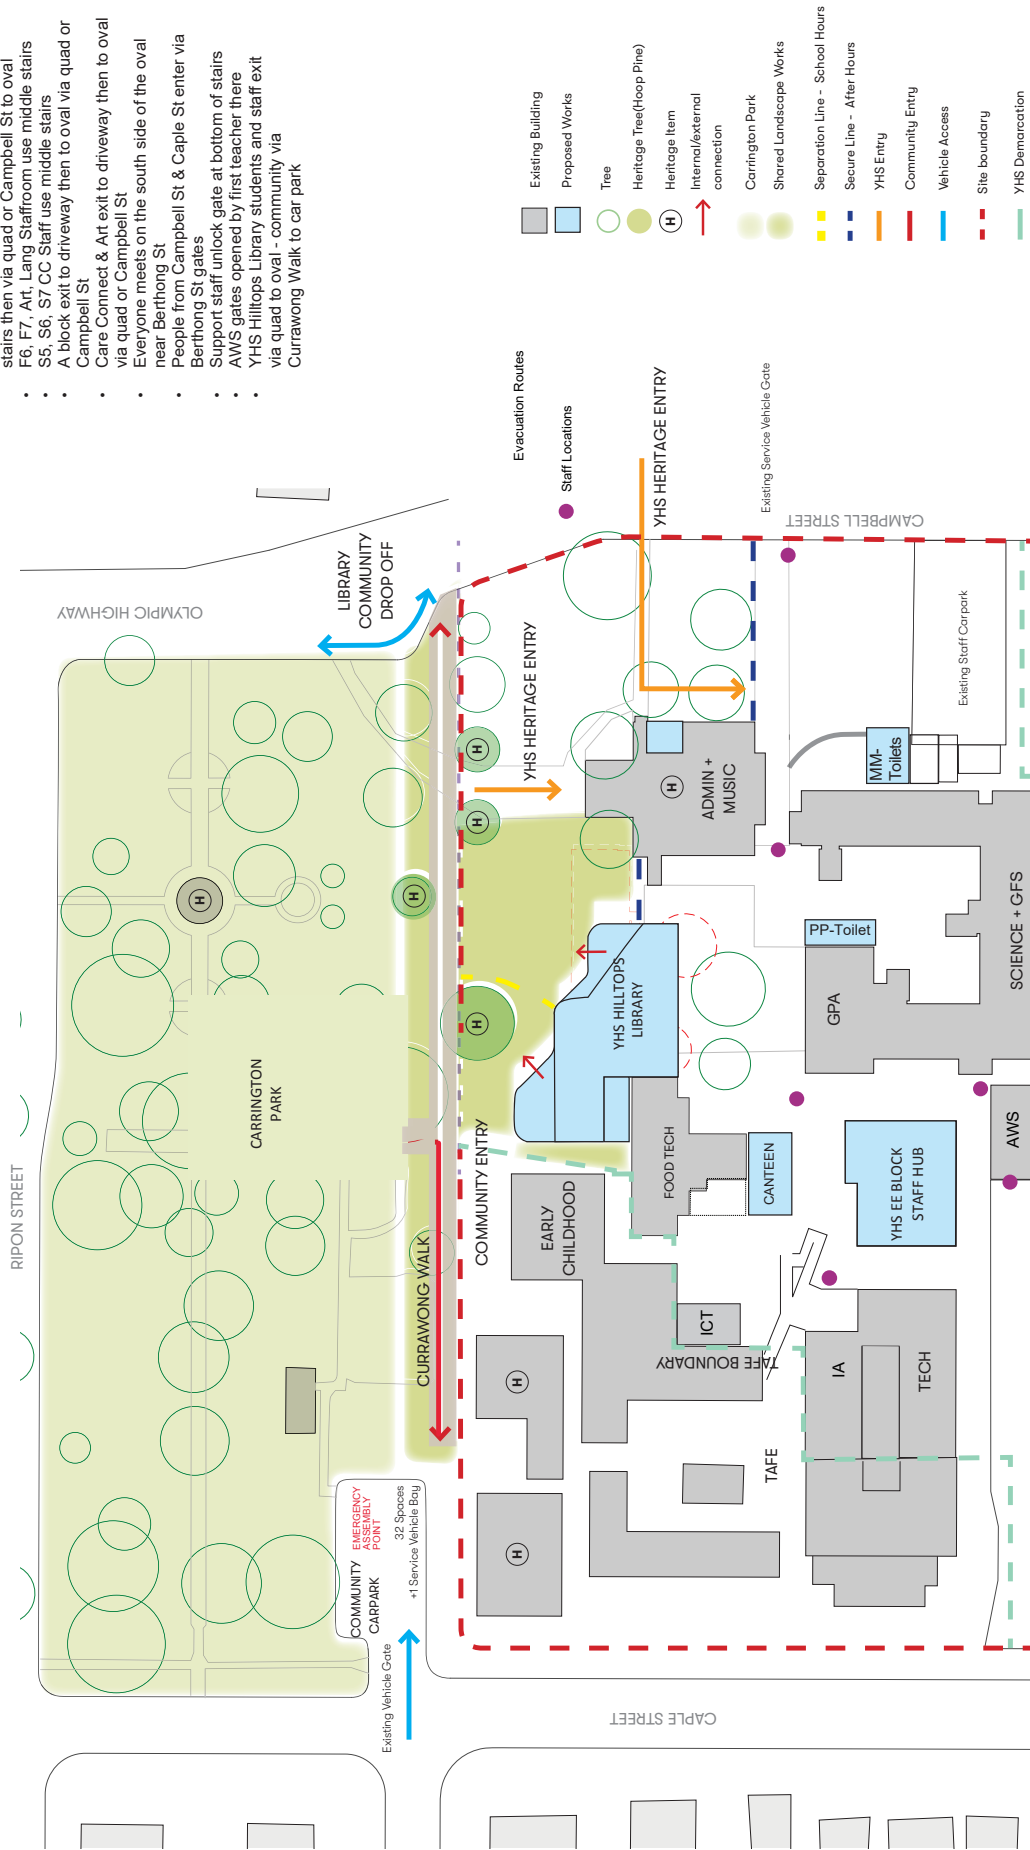 stairs then via quad or Campbell St to oval
• F6, F7, Art, Lang Staffroom use middle stairs
• S5, S6, S7 CC Staff use middle stairs
• A block exit to driveway then to oval via quad or
Campbell St
• Care Connect & Art exit to driveway then to oval
via quad or Campbell St
• Everyone meets on the south side of the oval
near Berthong St
• People from Campbell St & Caple St enter via
Berthong St gates
• Support staff unlock gate at bottom of stairs
• AWS gates opened by first teacher there
• YHS Hilltops Library students and staff exit
via quad to oval - community via
Currawong Walk to car park
Existing Building
Proposed Works
Tree
Heritage Tree(Hoop Pine)
H
Heritage Item
Internal/external
connection
Carrington Park
Shared Landscape Works
Separation Line - School Hours
Secure Line - After Hours
YHS Entry
Community Entry
Vehicle Access
Site boundary
YHS Demarcation
Evacuation Routes
Staff Locations
RIPON STREET
OLYMPIC HIGHWAY
LIBRARY
COMMUNITY
DROP OFF
YHS HERITAGE ENTRY
YHS HERITAGE ENTRY
Existing Service Vehicle Gate
CAMPBELL STREET
Existing Staff Carpark
MM-
Toilets
H
H
H
H
H
H
ADMIN +
MUSIC
CARRINGTON
PARK
YHS HILLTOPS
LIBRARY
PP-Toilet
GPA
SCIENCE + GFS
AWS
COMMUNITY ENTRY
CURRAWONG WALK
FOOD TECH
CANTEEN
YHS EEE BLOCK
STAFF HUB
EARLY
CHILDHOOD
ICT
TAFE BOUNDARY
IA
TECH
TAFE
H
H
EMERGENCY
ASSEMBLY
POINT
32 Spaces
+1 Service Vehicle Bay
COMMUNITY
CARPARK
Existing Vehicle Gate
CAPLE STREET